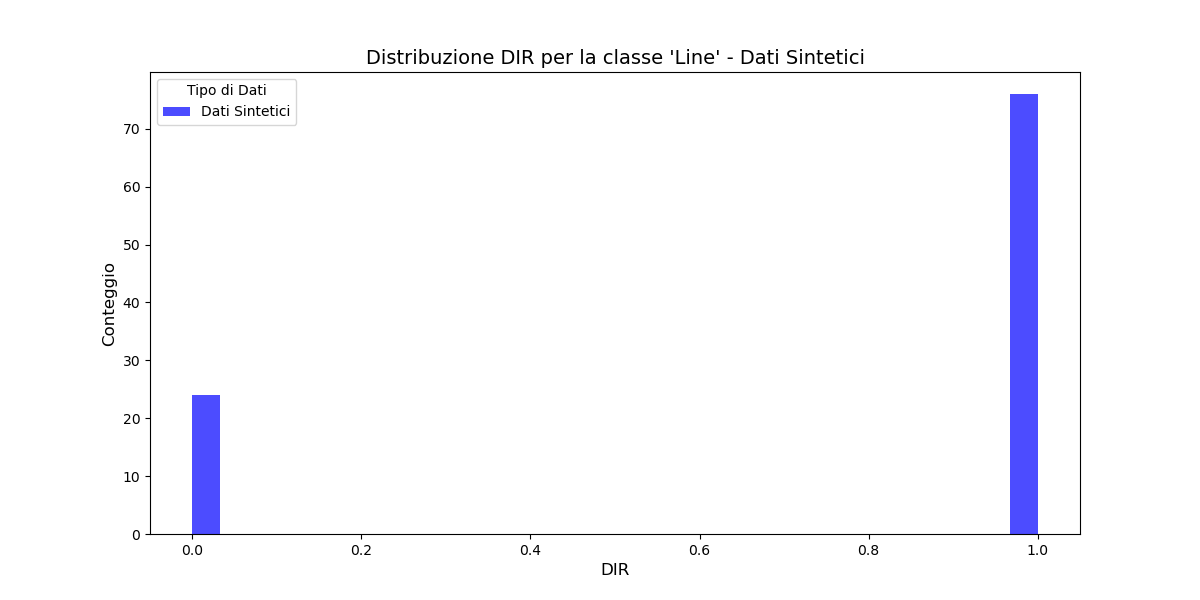 Distribuzione DIR per la classe 'Line' - Dati Sintetici
Tipo di Dati
Dati Sintetici
70
60
50
40
30
20
10
0
Conteggio
0.0 0.2 0.4 0.6 0.8 1.0
DIR